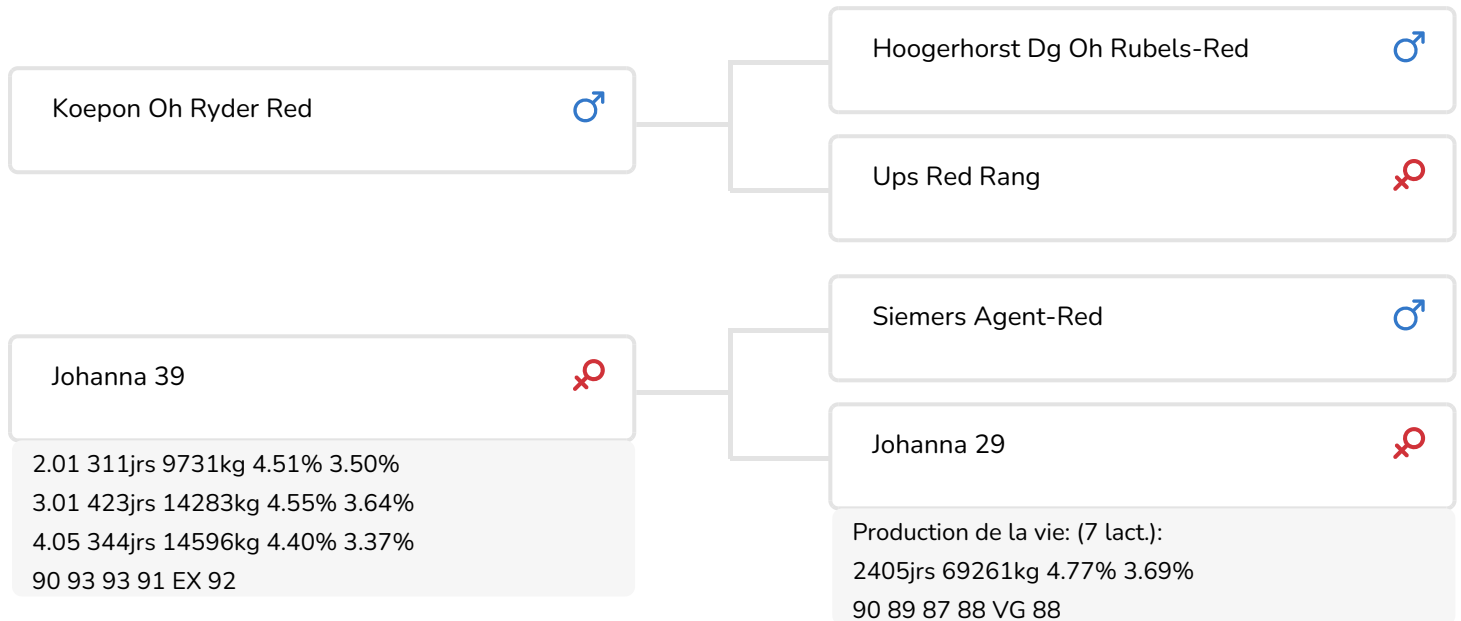 Koepon Oh Ryder Red
Hoogerhorst Dg Oh Rubels-Red
Ups Red Rang
Johanna 39
2.01 311jrs 9731kg 4.51% 3.50%
3.01 423jrs 14283kg 4.55% 3.64%
4.05 344jrs 14596kg 4.40% 3.37%
90 93 93 91 EX 92
Siemers Agent-Red
Johanna 29
Production de la vie: (7 lact.):
2405jrs 69261kg 4.77% 3.69%
90 89 87 88 VG 88